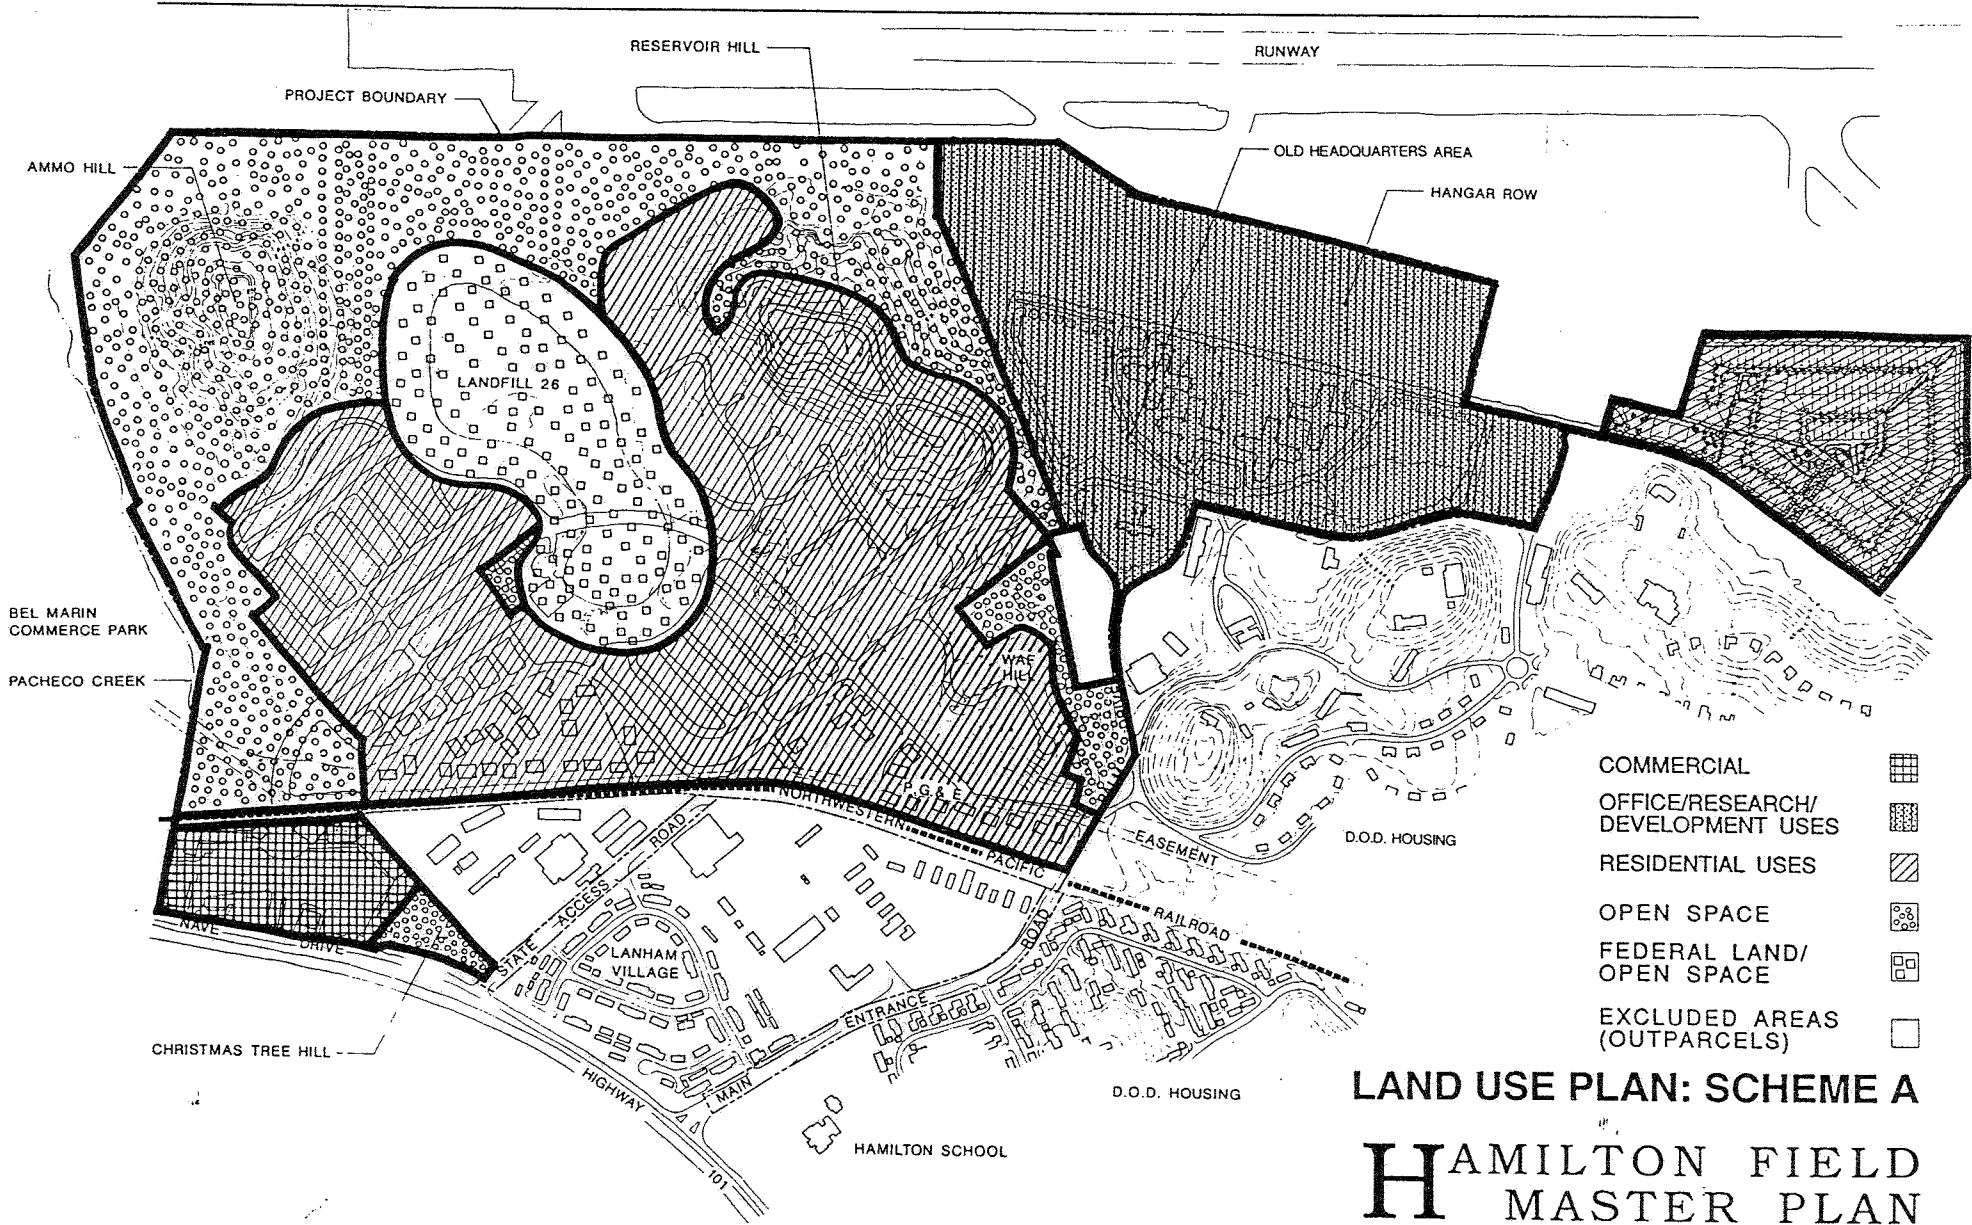 RESERVOIR HILL
RUNWAY
PROJECT BOUNDARY
AMMO HILL
OLD HEADQUARTERS AREA
HANGAR ROW
LANDFILL 26
BEL MARIN
COMMERCE PARK
PACHECO CREEK
WAF
HILL
P.G.& E.
EASEMENT
NORTHWESTERN
PACIFIC
RAILROAD
D.O.D. HOUSING
STATE ACCESS ROAD
NAVE DRIVE
LANHAM
VILLAGE
MAIN ENTRANCE ROAD
CHRISTMAS TREE HILL
HIGHWAY 101
HAMILTON SCHOOL
D.O.D. HOUSING
COMMERCIAL
OFFICE/RESEARCH/
DEVELOPMENT USES
RESIDENTIAL USES
OPEN SPACE
FEDERAL LAND/
OPEN SPACE
EXCLUDED AREAS
(OUTPARCELS)
LAND USE PLAN: SCHEME A
HAMILTON FIELD
MASTER PLAN